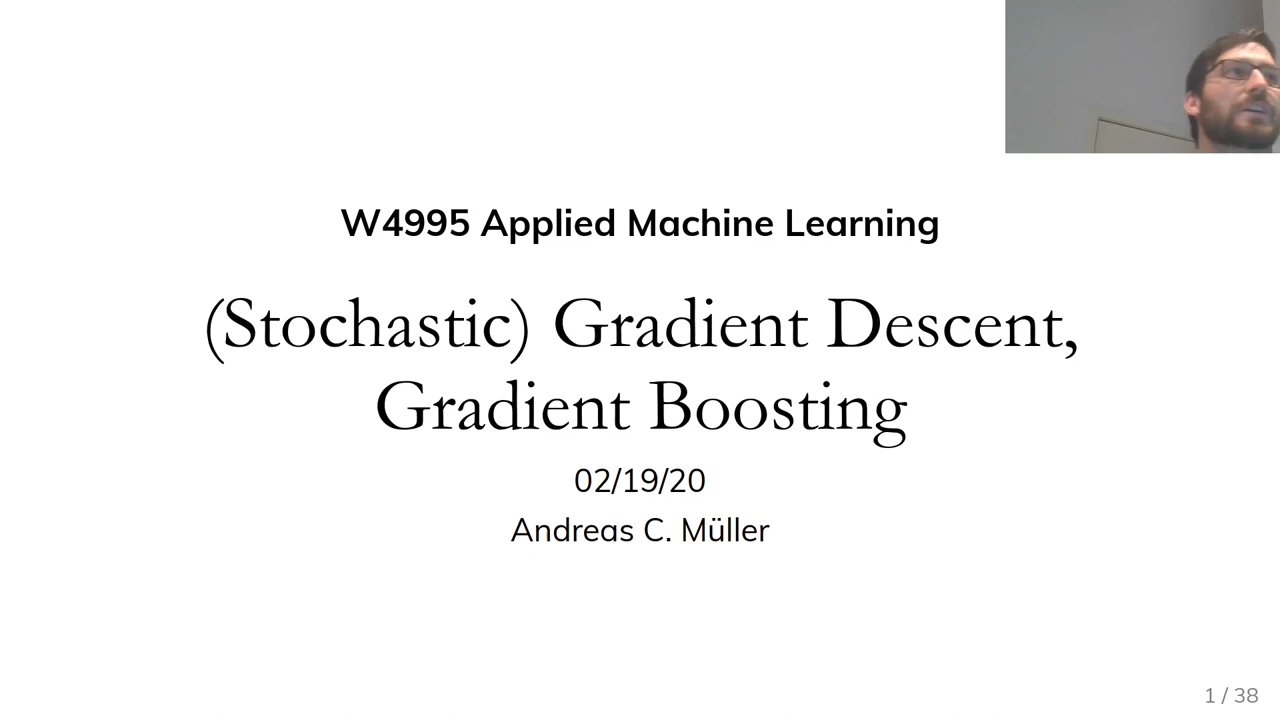 W4995 Applied Machine Learning
(Stochastic) Gradient Descent,
Gradient Boosting
02/19/20
Andreas C. Müller
1 / 38